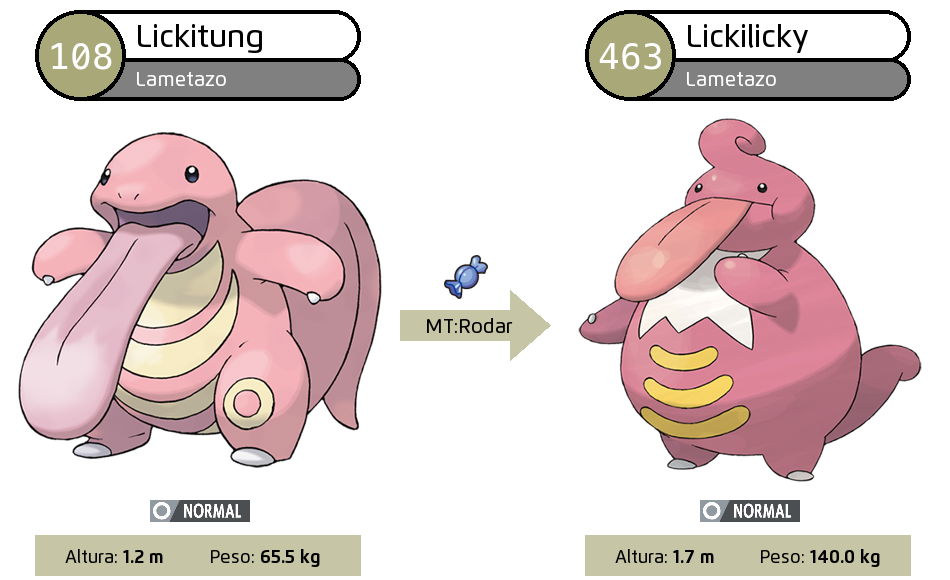 108
Lickitung
Lametazo
463
Lickilicky
Lametazo
MT:Rodar
NORMAL
NORMAL
Altura: 1.2 m Peso: 65.5 kg
Altura: 1.7 m Peso: 140.0 kg